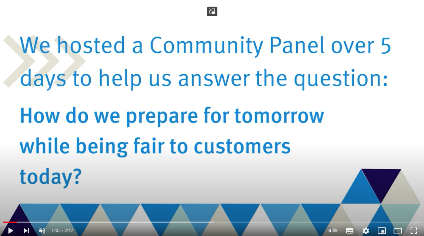 We hosted a Community Panel over 5
days to help us answer the question:
How do we prepare for tomorrow
while being fair to customers
today?